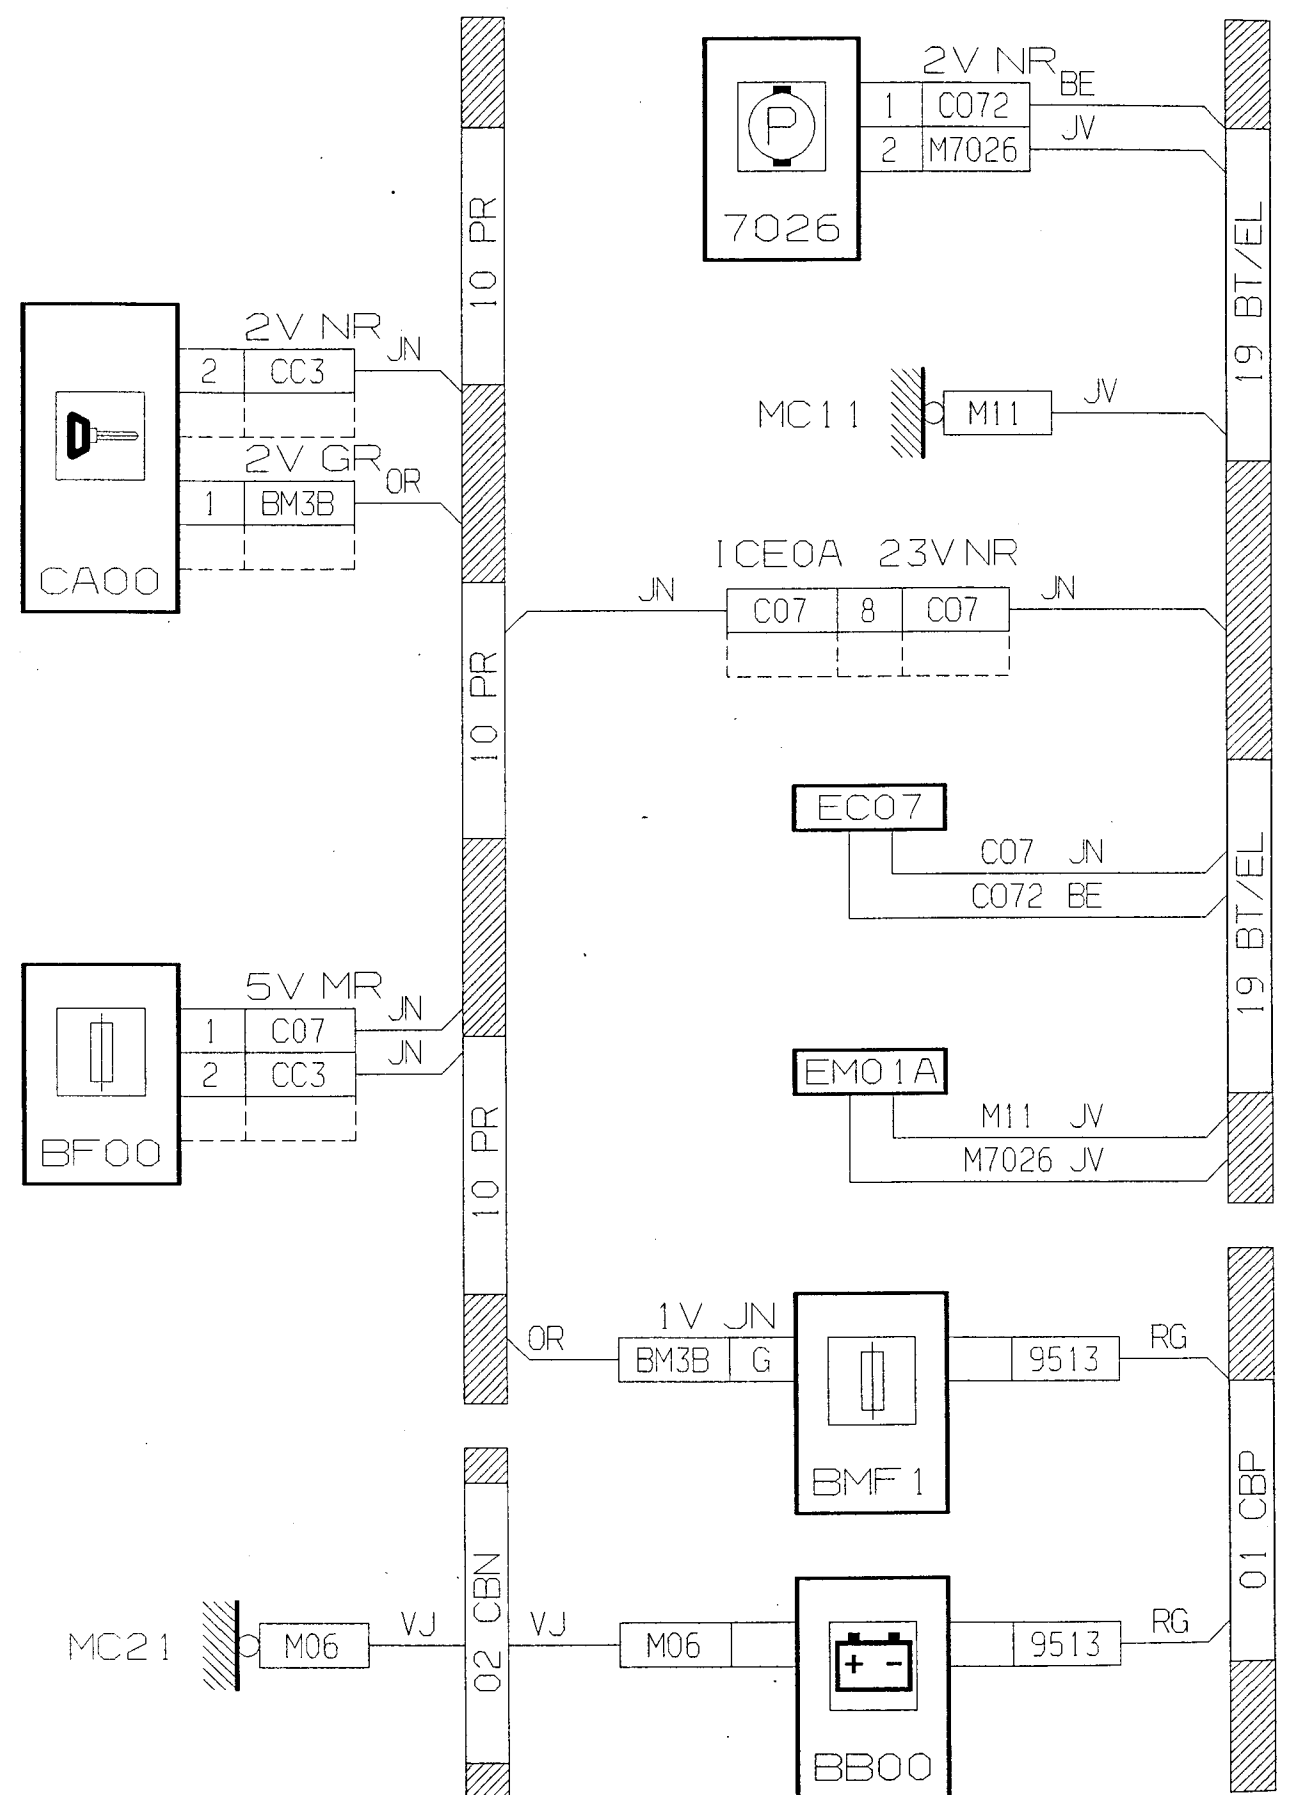 2V NR
BE
1 C072
JV
2 M7026
7026
10 PR
19 BT/EL
2V NR
JN
2 CC3
2V GR
OR
1 BM3B
CA00
MC11
M11
JV
ICE0A 23V NR
JN
C07 8 C07
JN
10 PR
EC07
C07 JN
C072 BE
19 BT/EL
5V MR
JN
1 C07
JN
2 CC3
BF00
EM01A
M11 JV
M7026 JV
10 PR
1V JN
OR
BM3B G
9513
RG
BMF1
01 CBP
02 CBN
MC21
M06
VJ
VJ
M06
+ -
9513
RG
BB00